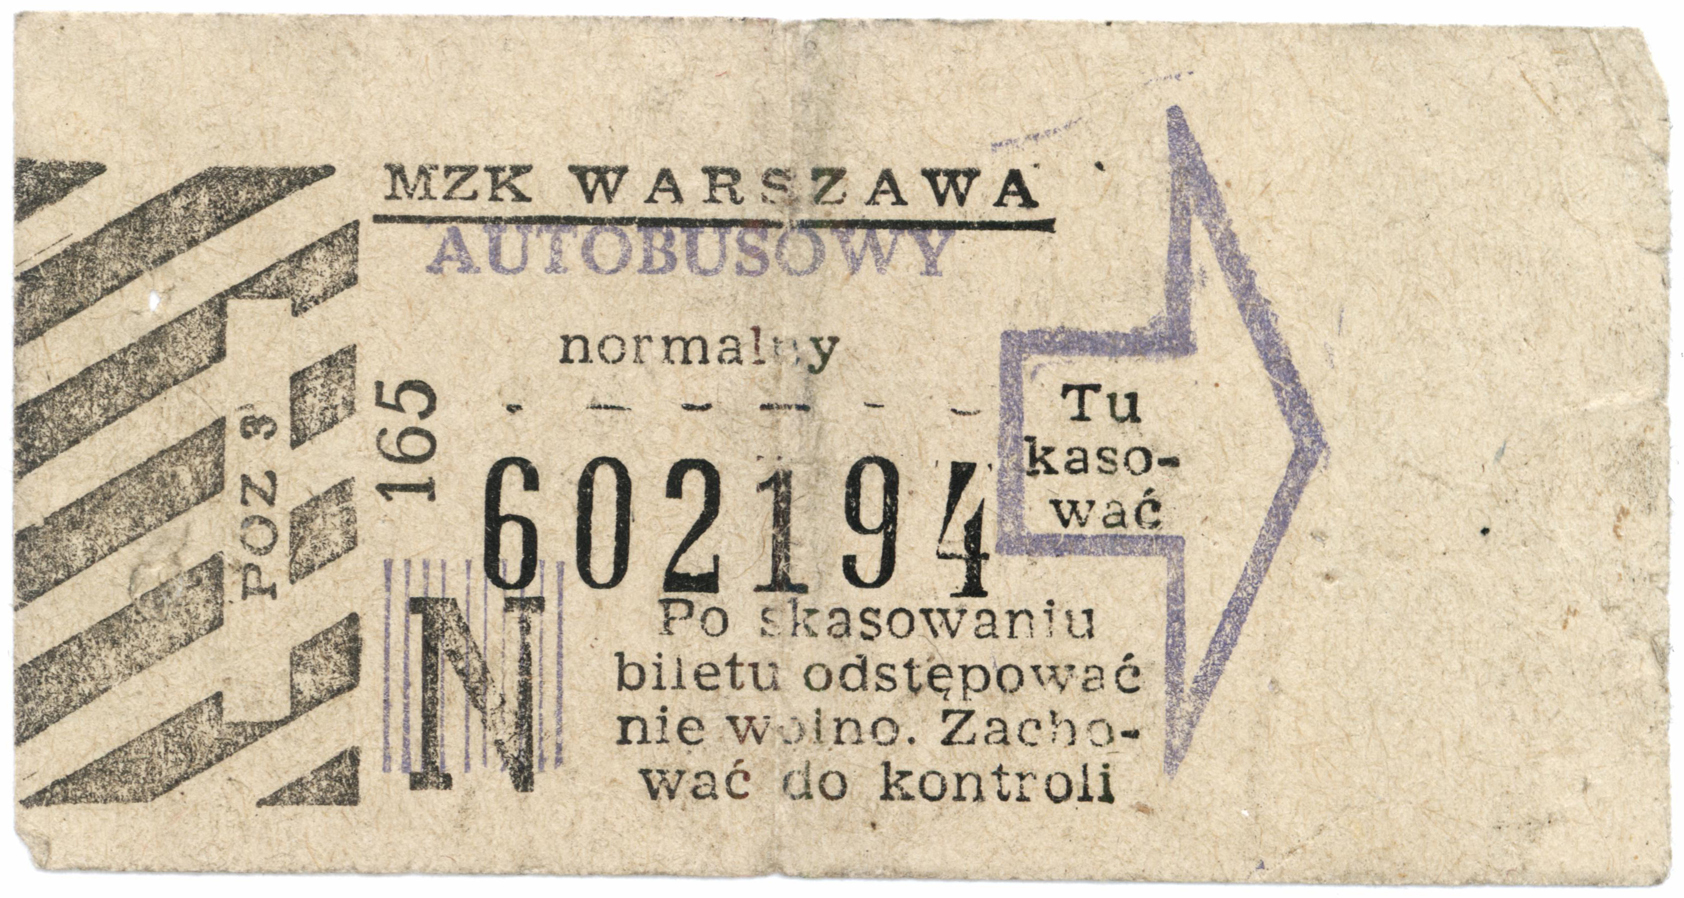 MZK WARSZAWA
AUTOBUSOWY
normalny
POZ 3
165
602194
Tu
kaso-
wać
N
Po skasowaniu
biletu odstępować
nie wolno. Zacho-
wać do kontroli